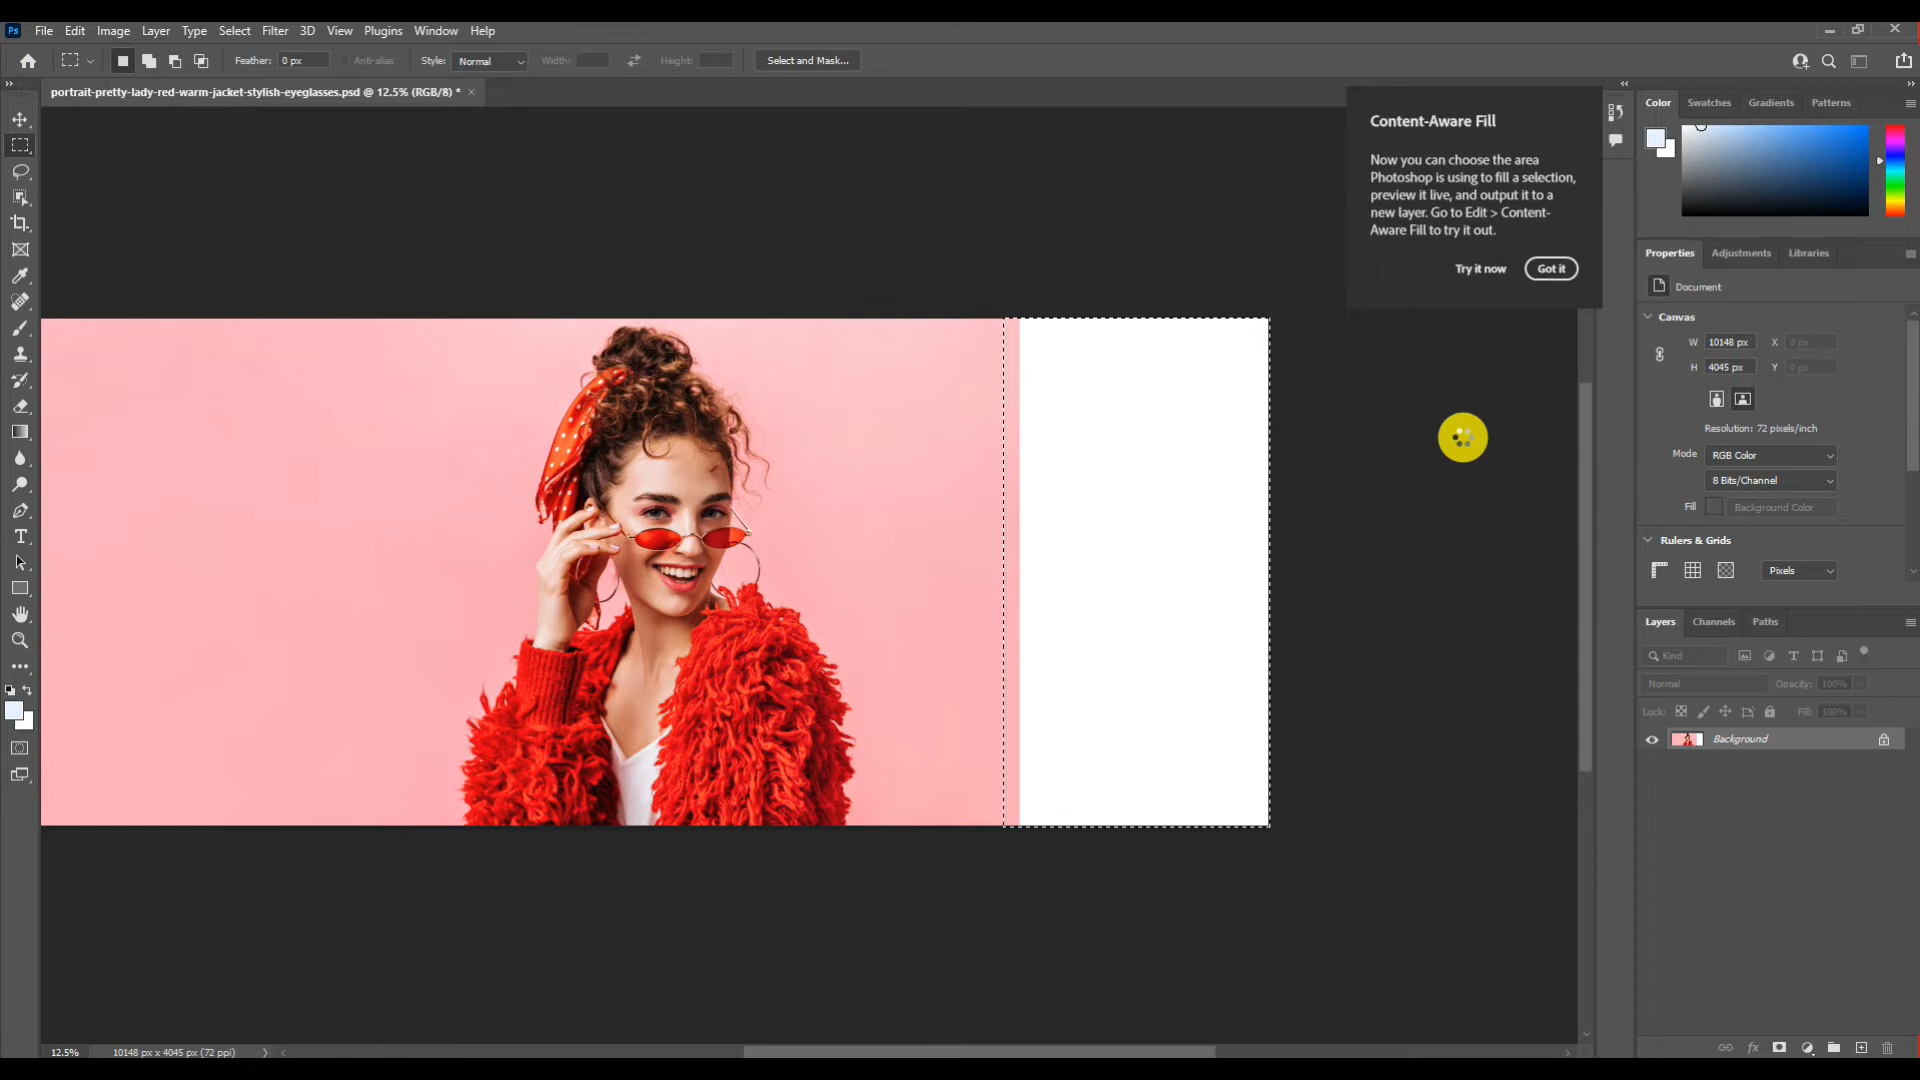 Ps File Edit Image Layer Type Select Filter 3D View Plugins Window Help
Feather: 0 px Anti-alias Style: Normal Width: Height: Select and Mask...
portrait-pretty-lady-red-warm-jacket-stylish-eyeglasses.psd @ 12.5% (RGB/8) * ×
Content-Aware Fill
Now you can choose the area
Photoshop is using to fill a selection,
preview it live, and output it to a
new layer. Go to Edit > Content-
Aware Fill to try it out.
Try it now Got it
Color Swatches Gradients Patterns
Properties Adjustments Libraries
Document
Canvas
W 10148 px X 0 px
H 4045 px Y 0 px
Resolution: 72 pixels/inch
Mode RGB Color
8 Bits/Channel
Fill Background Color
Rulers & Grids
Pixels
Layers Channels Paths
Kind
Normal Opacity: 100%
Lock: Fill: 100%
Background
fx
12.5% 10148 px x 4045 px (72 ppi)